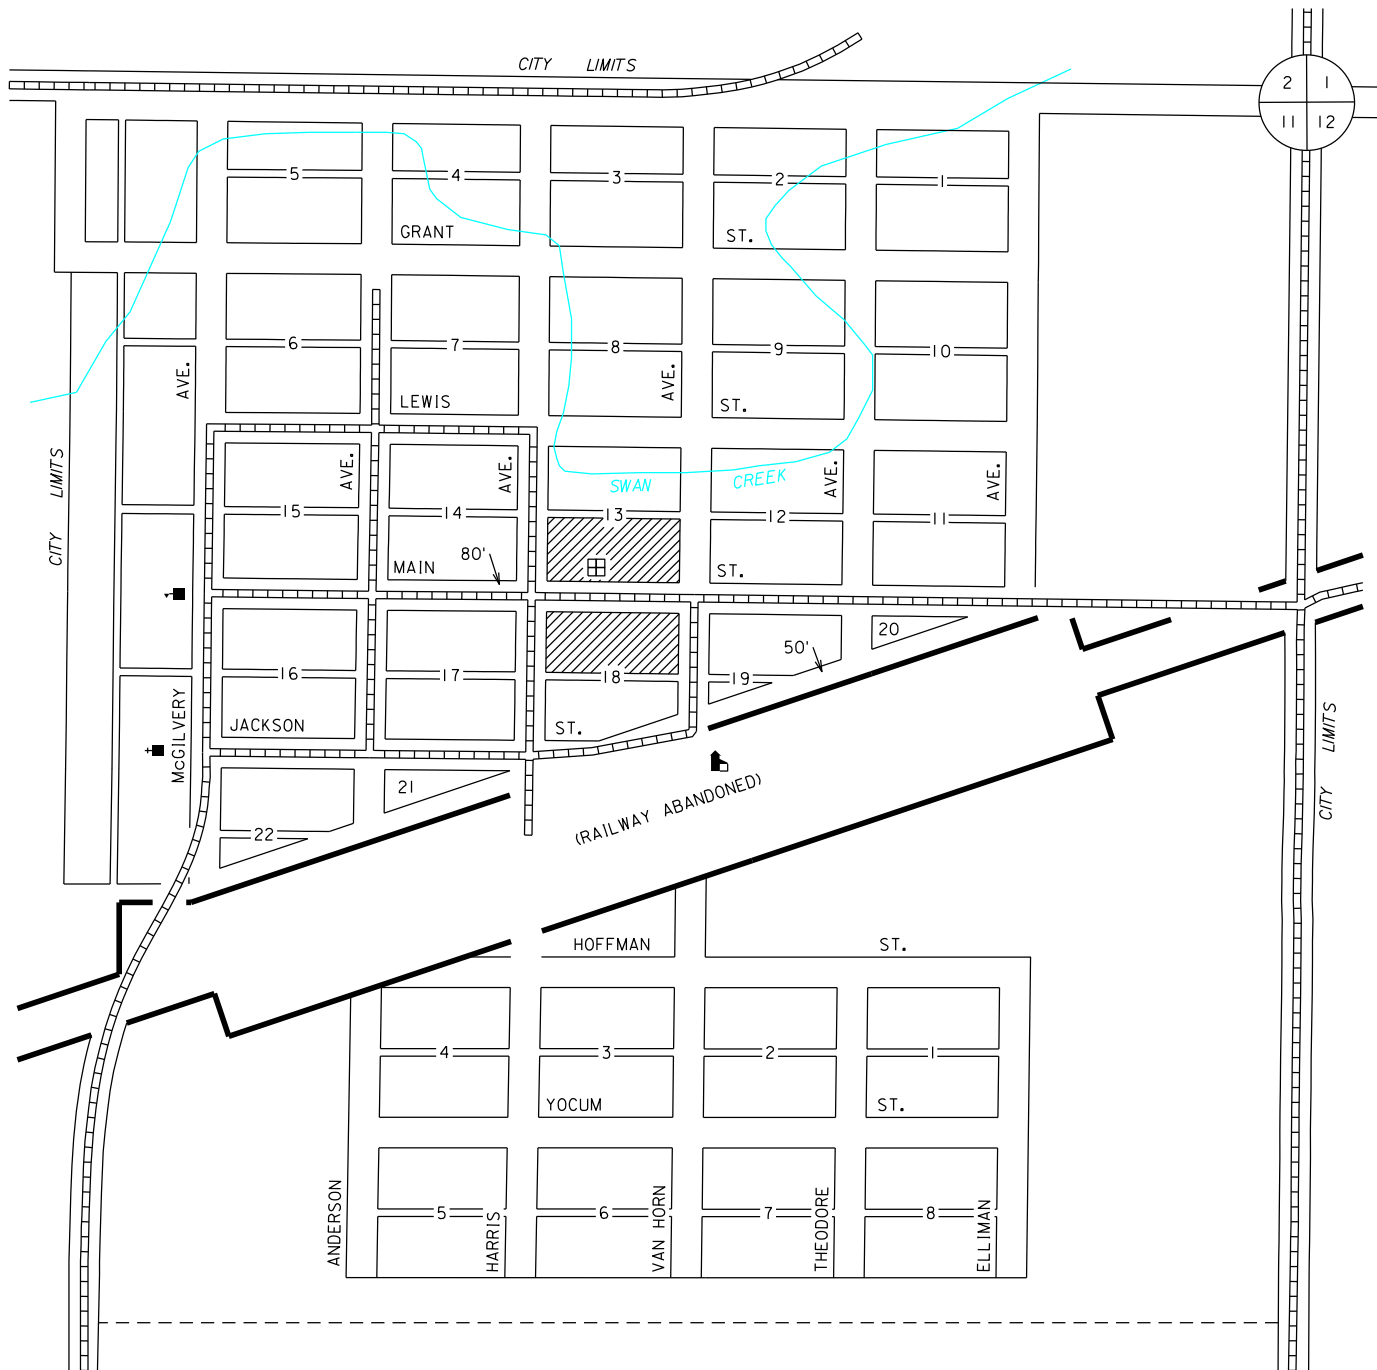 CITY LIMITS
2 1
11 12
5 4 3 2 1
GRANT ST.
6 7 8 9 10
AVE. AVE.
LEWIS ST.
CITY LIMITS
AVE. AVE. AVE. AVE.
SWAN CREEK
15 14 13 12 11
80'
MAIN ST.
20
50'
16 17 18 19
McGILVERY
JACKSON ST.
CITY LIMITS
21
(RAILWAY ABANDONED)
22
HOFFMAN ST.
4 3 2 1
YOCUM ST.
5 6 7 8
ANDERSON
HARRIS
VAN HORN
THEODORE
ELLIMAN